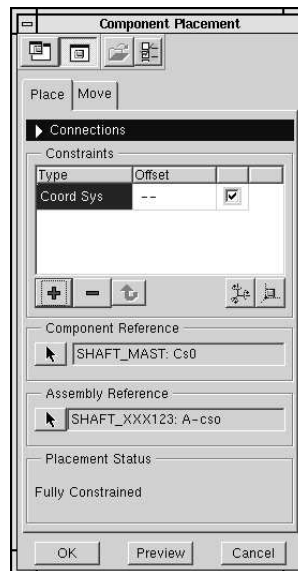 Component Placement
Place Move
Connections
Constraints
Type Offset
Coord Sys --
Component Reference
SHAFT_MAST: Cs0
Assembly Reference
SHAFT_XXX123: A-cso
Placement Status
Fully Constrained
OK Preview Cancel